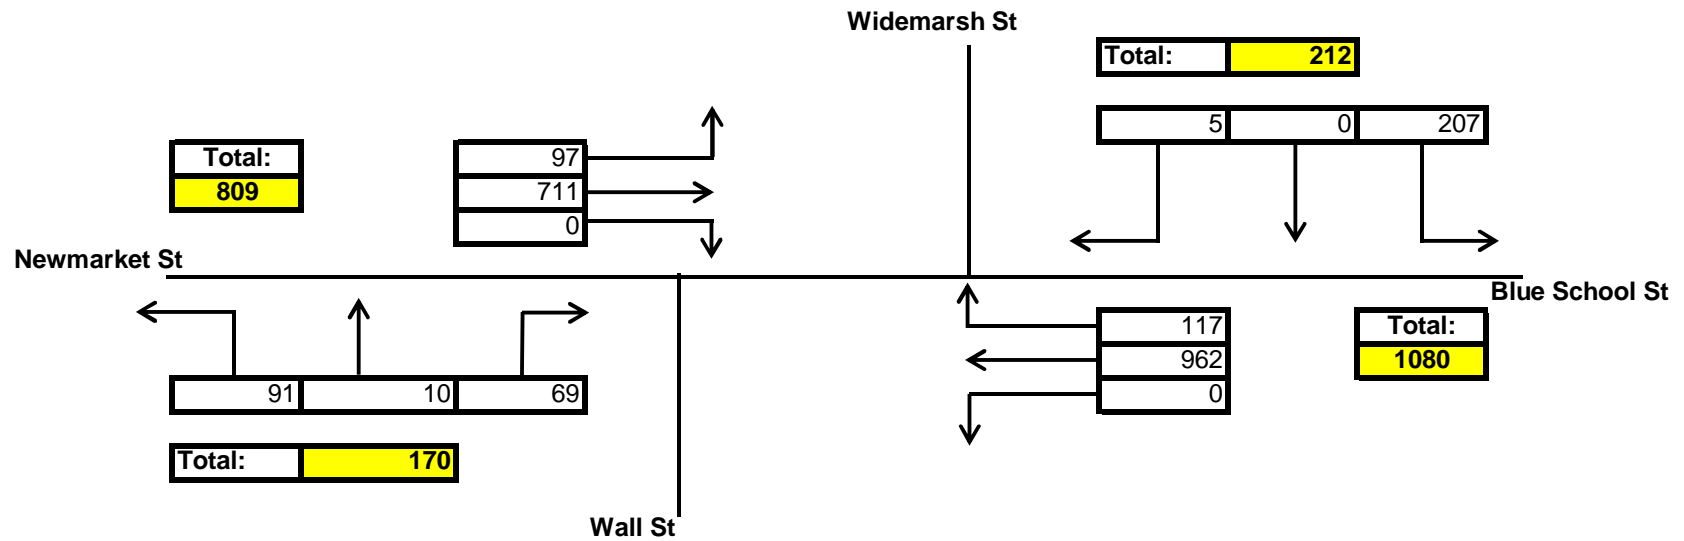 Widemarsh St
Total: 212
5 0 207
Total:
809
97
711
0
Newmarket St
Blue School St
91 10 69
Total: 170
117
962
0
Total:
1080
Wall St